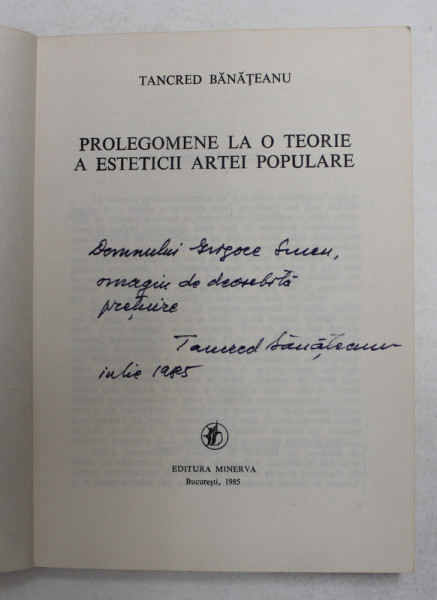 TANCRED BĂNĂȚEANU
PROLEGOMENE LA O TEORIE
A ESTETICII ARTEI POPULARE
Domnului Grigore Smeu,
omagiu de deosebită
prețuire
Tancred Bănățeanu
iulie 1985
EDITURA MINERVA
București, 1985